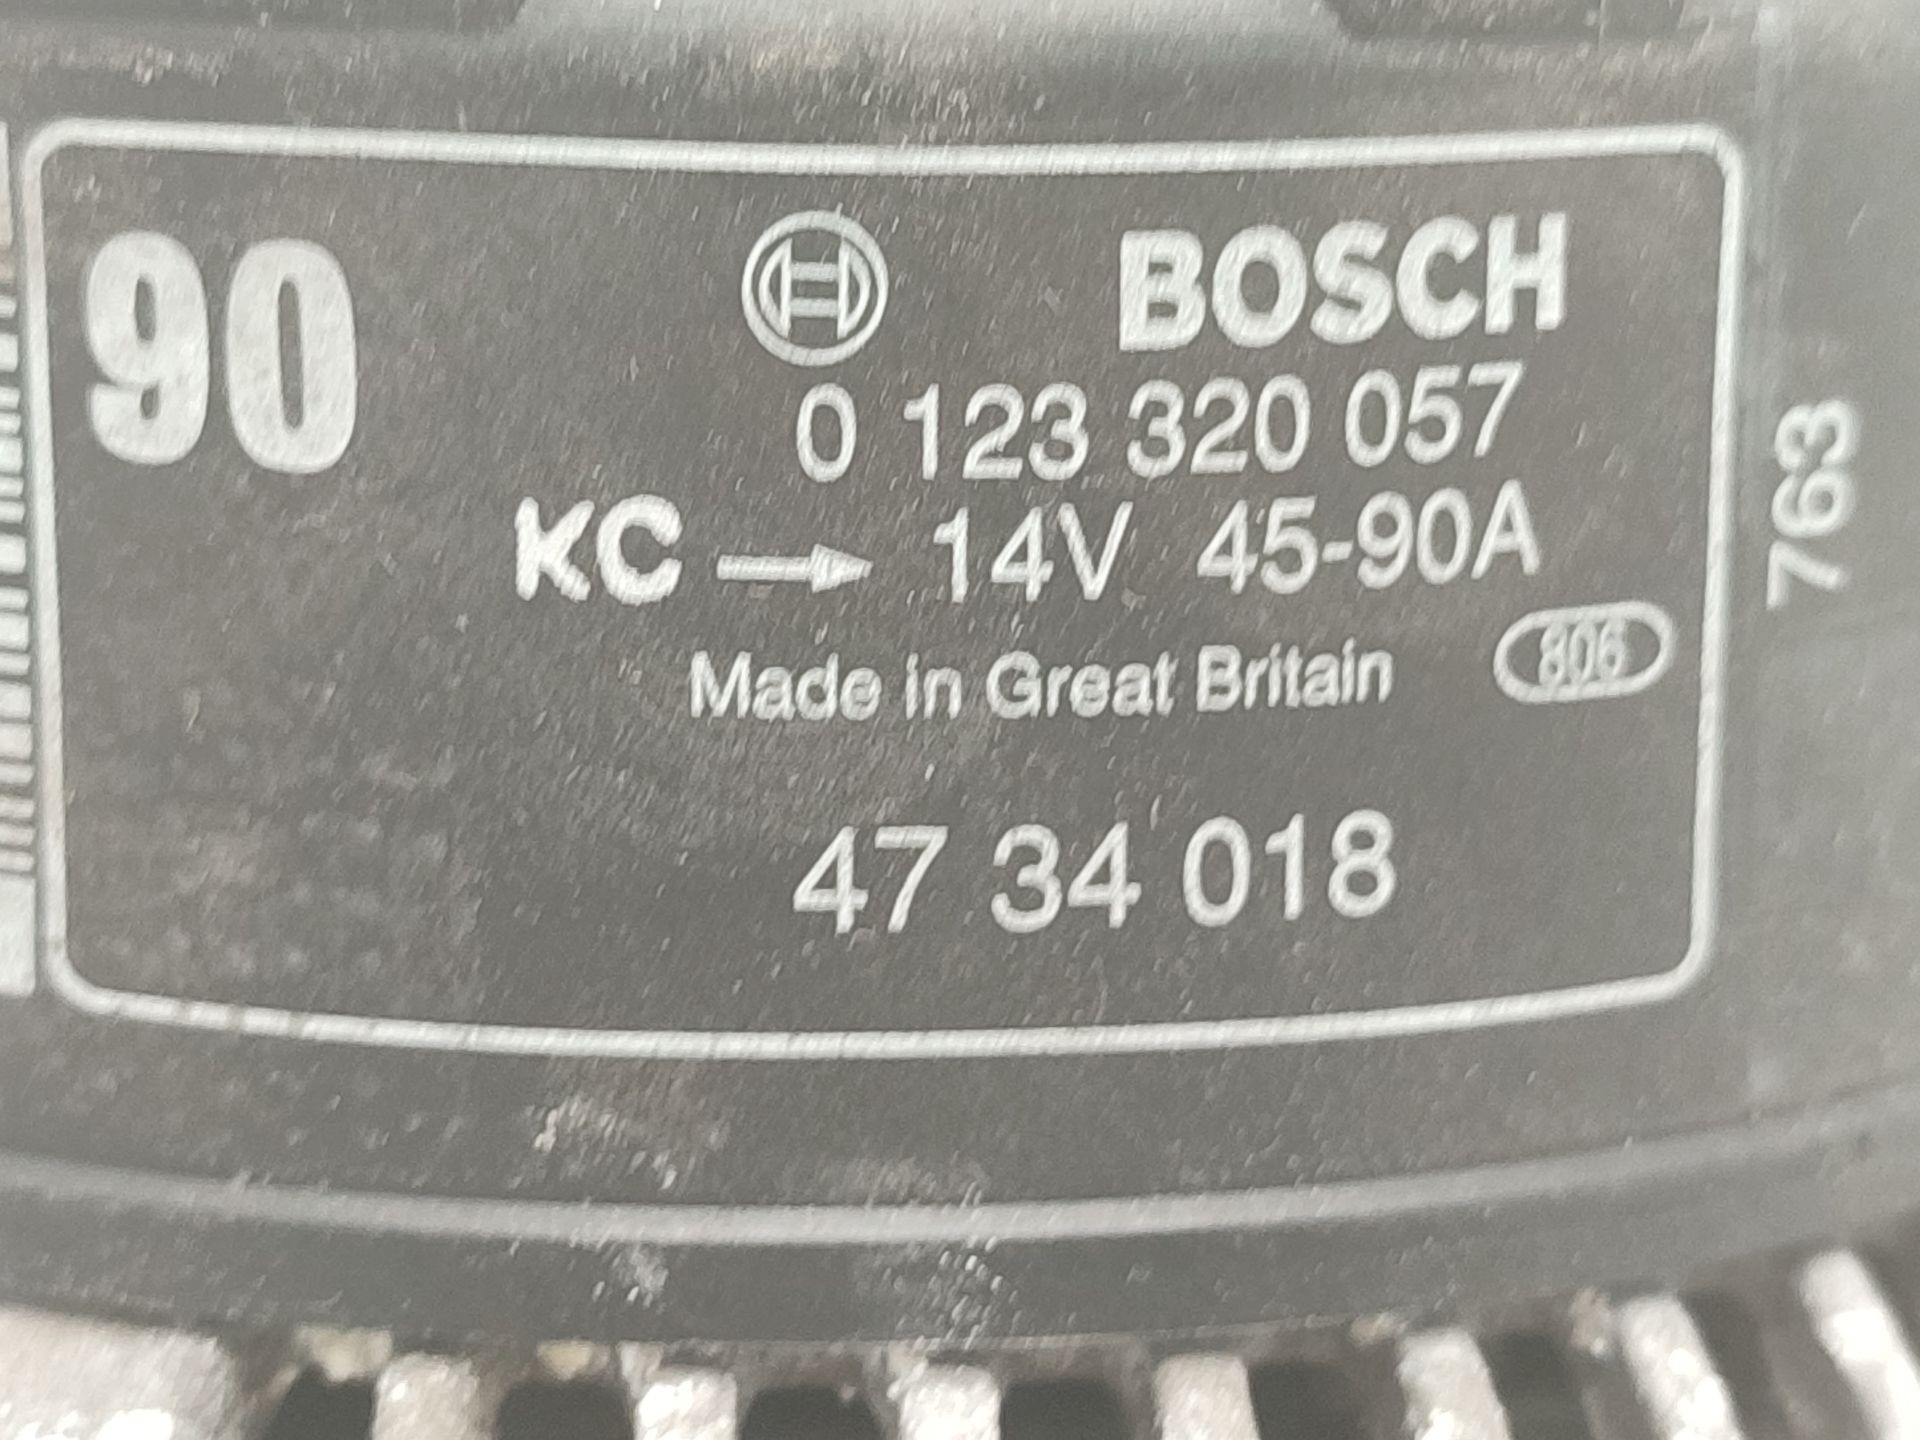 90
BOSCH
0 123 320 057
KC → 14V 45-90A
Made in Great Britain
806
47 34 018
763